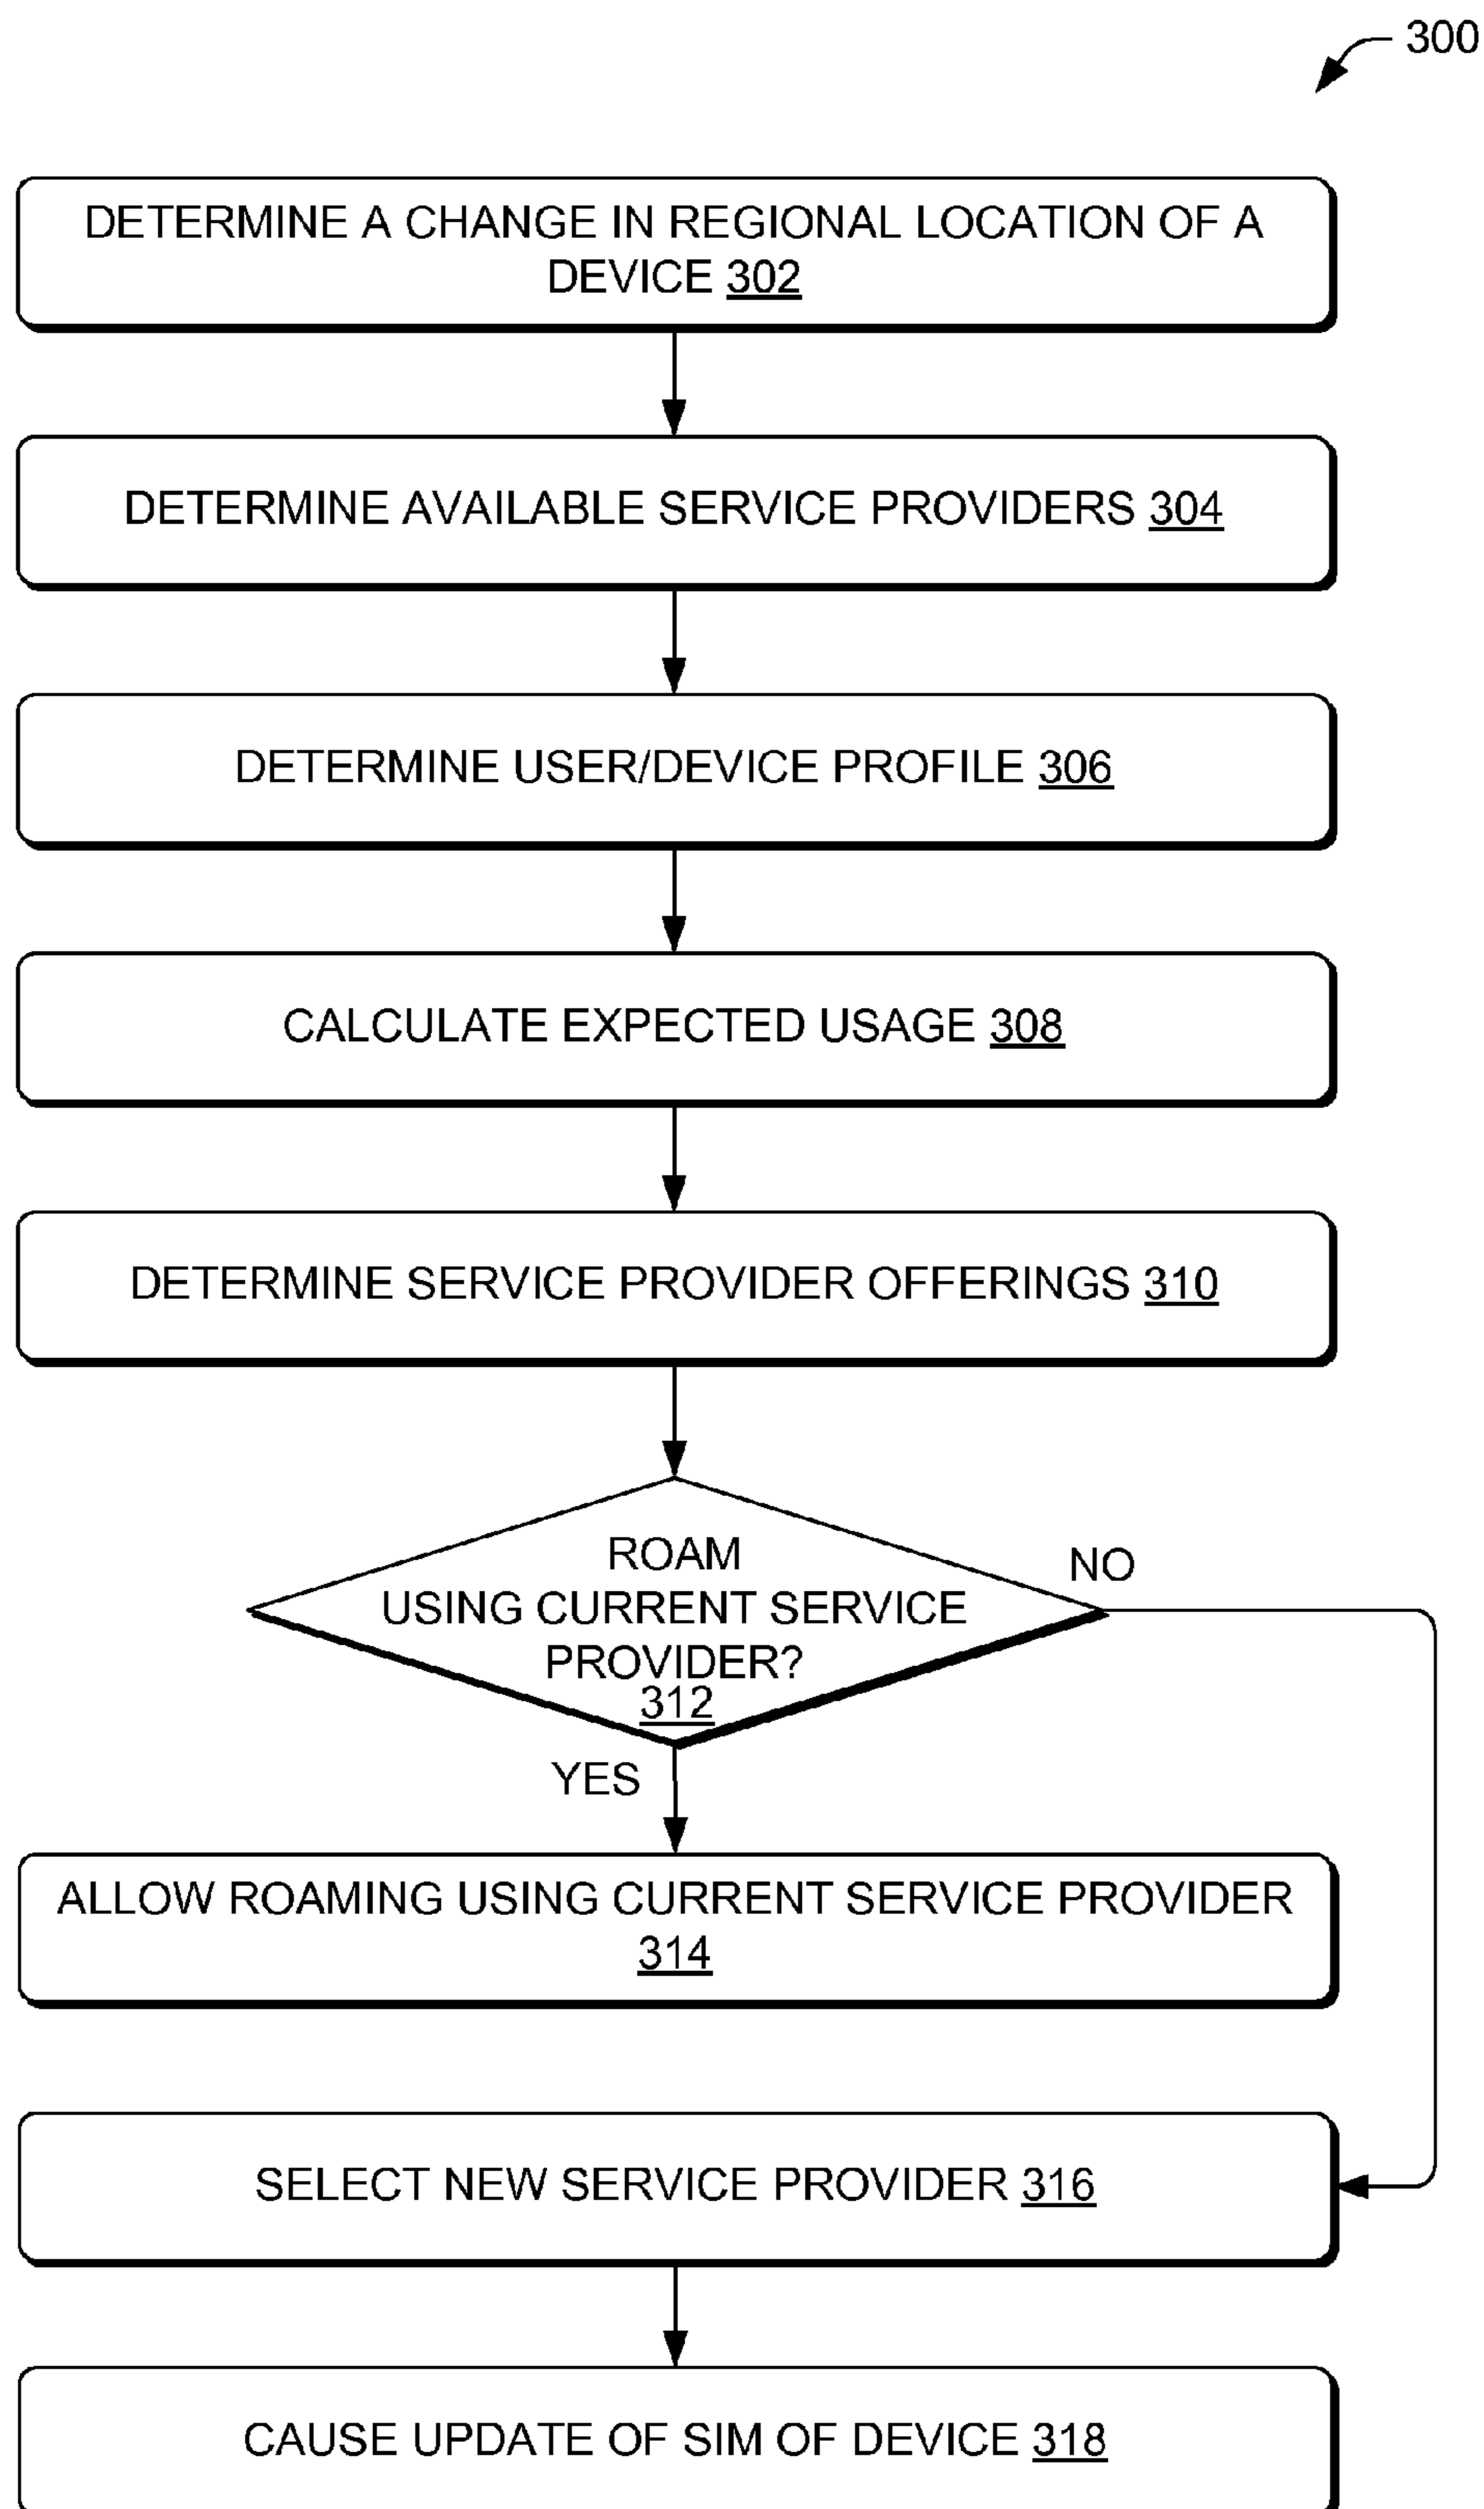 300
DETERMINE A CHANGE IN REGIONAL LOCATION OF A
DEVICE 302
DETERMINE AVAILABLE SERVICE PROVIDERS 304
DETERMINE USER/DEVICE PROFILE 306
CALCULATE EXPECTED USAGE 308
DETERMINE SERVICE PROVIDER OFFERINGS 310
ROAM
USING CURRENT SERVICE
PROVIDER?
312
NO
YES
ALLOW ROAMING USING CURRENT SERVICE PROVIDER
314
SELECT NEW SERVICE PROVIDER 316
CAUSE UPDATE OF SIM OF DEVICE 318